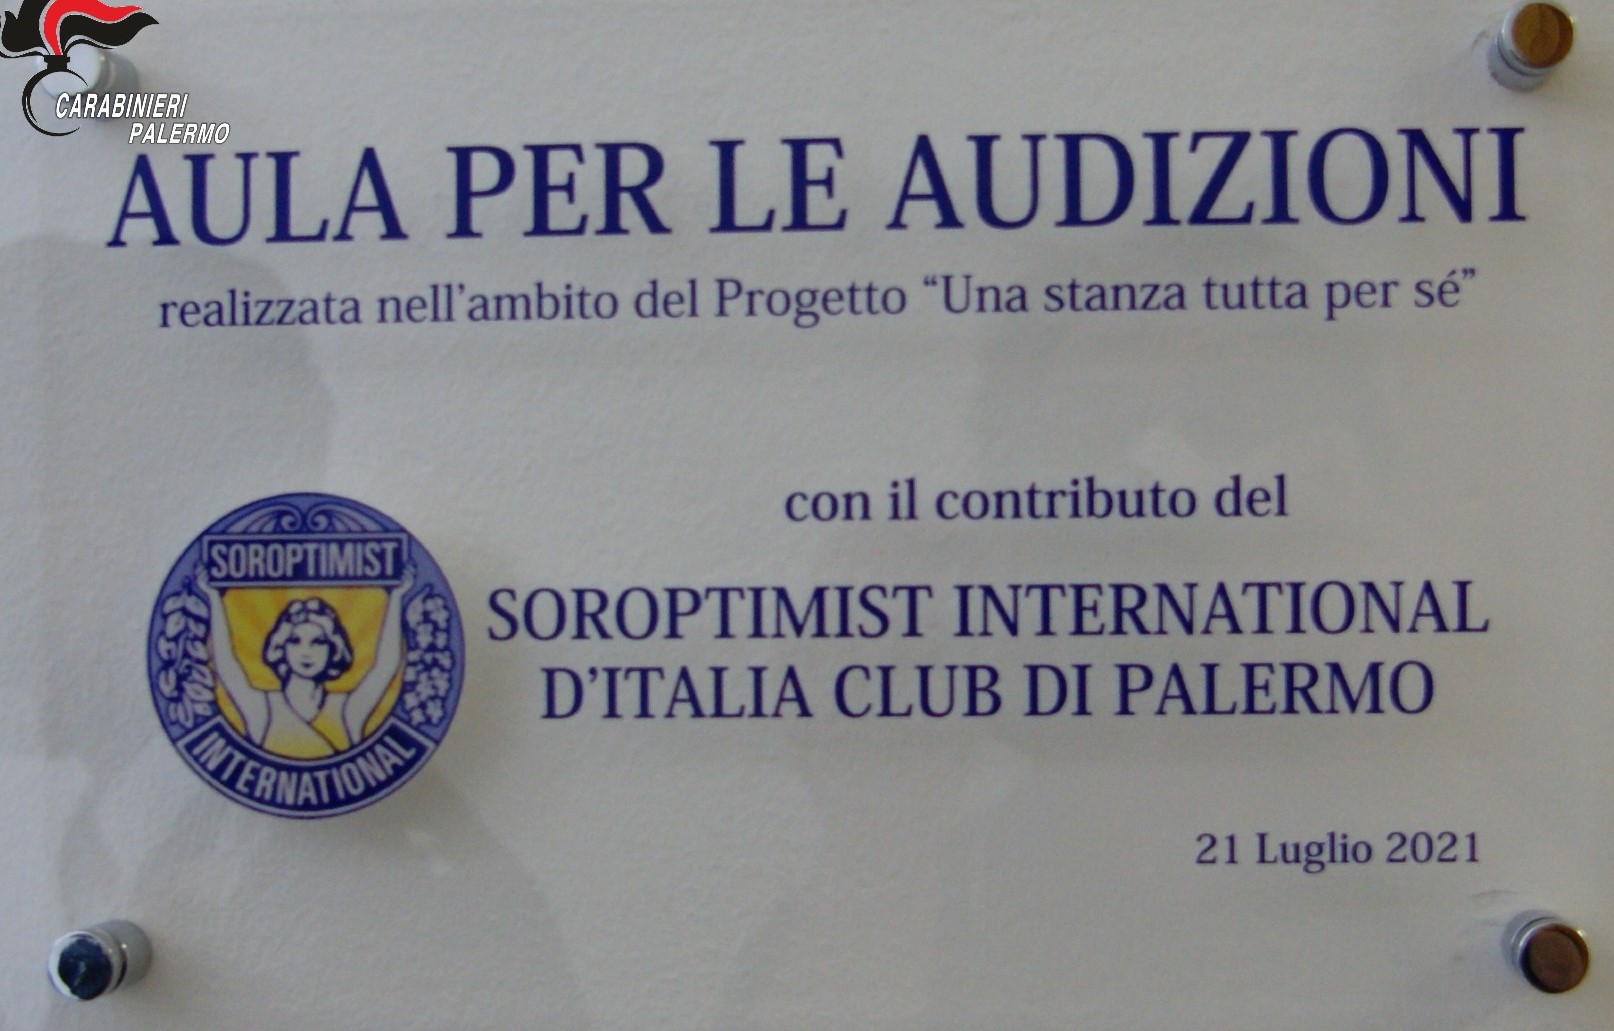 CARABINIERI
PALERMO
AULA PER LE AUDIZIONI
realizzata nell'ambito del Progetto “Una stanza tutta per sé”
con il contributo del
SOROPTIMIST
INTERNATIONAL
SOROPTIMIST INTERNATIONAL
D'ITALIA CLUB DI PALERMO
21 Luglio 2021